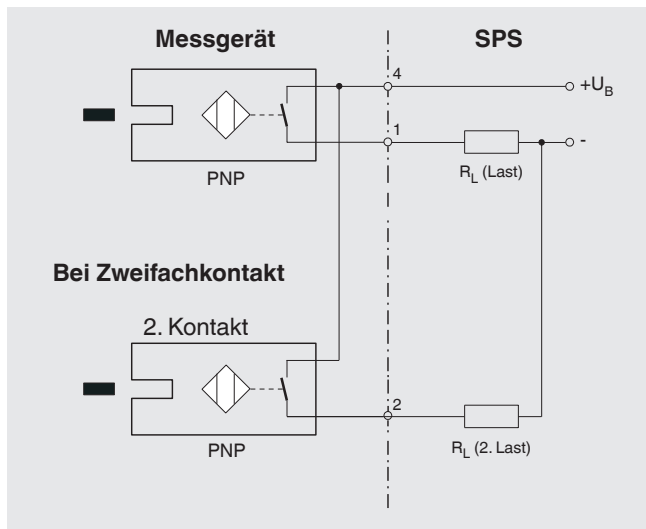 Messgerät
SPS
4
+U_B
1
-
PNP
R_L (Last)
Bei Zweifachkontakt
2. Kontakt
2
PNP
R_L (2. Last)